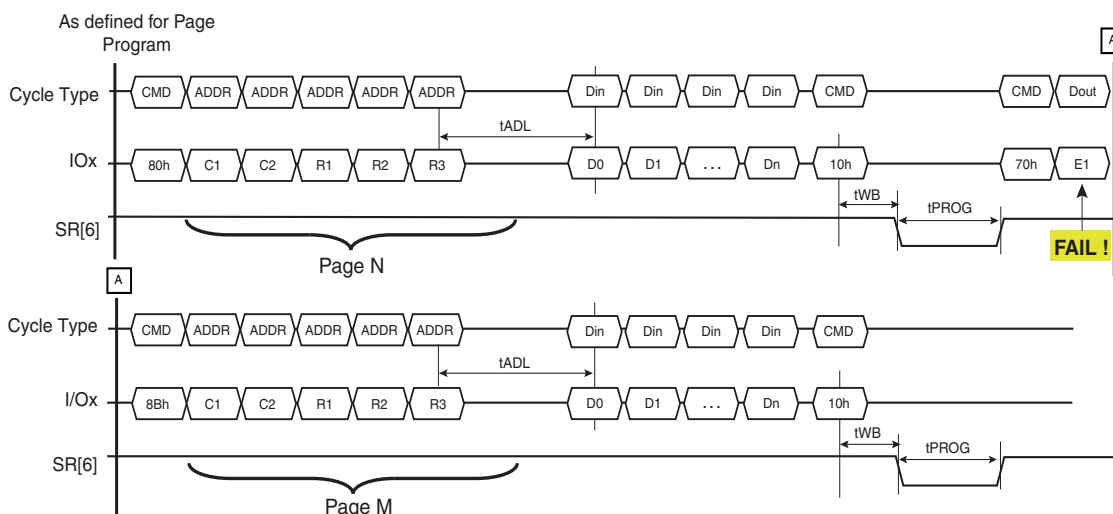 As defined for Page
Program
A
Cycle Type CMD ADDR ADDR ADDR ADDR ADDR Din Din Din Din CMD CMD Dout
tADL
IOx 80h C1 C2 R1 R2 R3 D0 D1 ... Dn 10h 70h E1
tWB tPROG
SR[6]
FAIL !
Page N
A
Cycle Type CMD ADDR ADDR ADDR ADDR ADDR Din Din Din Din CMD
tADL
I/Ox 8Bh C1 C2 R1 R2 R3 D0 D1 ... Dn 10h
tWB tPROG
SR[6]
Page M